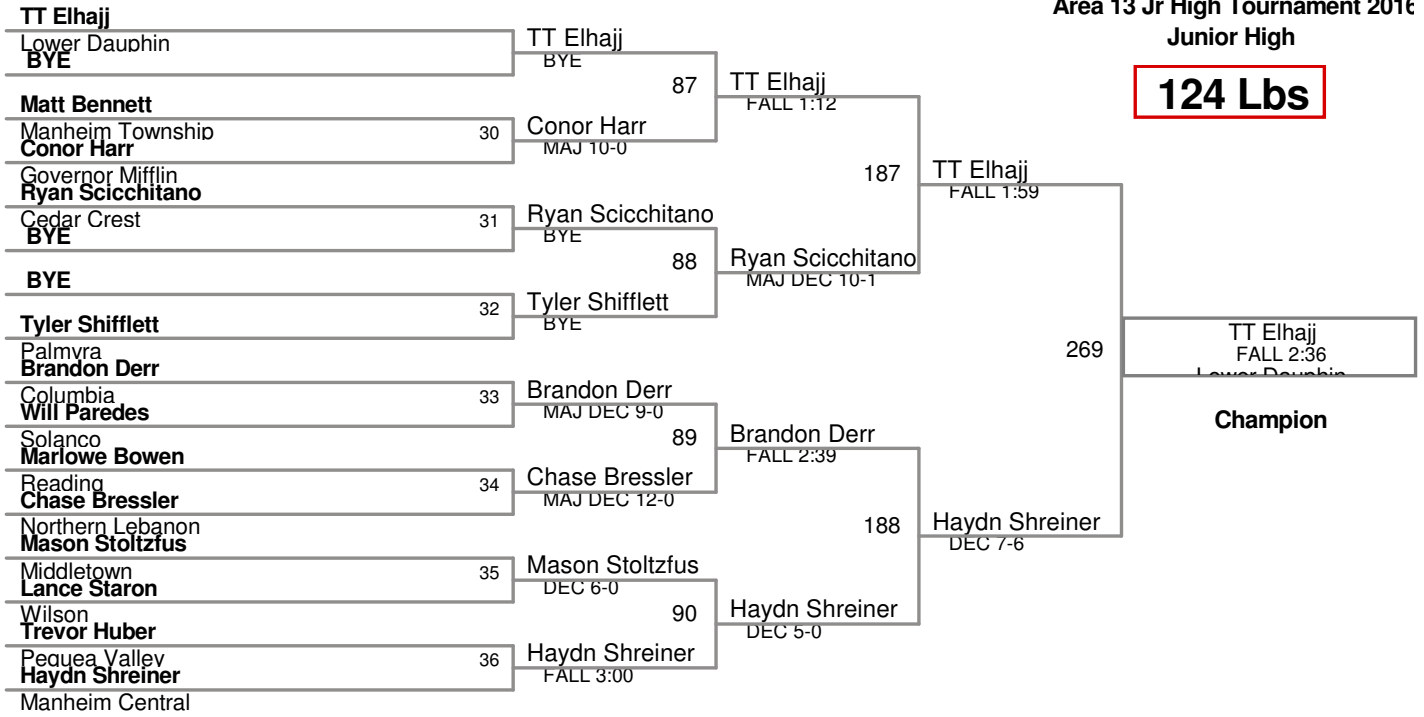 Area 13 Jr High Tournament 2016
Junior High
124 Lbs
TT Elhajj
Lower Dauphin
BYE
Matt Bennett
Manheim Township
Conor Harr
Governor Mifflin
Ryan Scicchitano
Cedar Crest
BYE
BYE
Tyler Shifflett
Palmyra
Brandon Derr
Columbia
Will Paredes
Solanco
Marlowe Bowen
Reading
Chase Bressler
Northern Lebanon
Mason Stoltzfus
Middletown
Lance Staron
Wilson
Trevor Huber
Pequea Valley
Haydn Shreiner
Manheim Central
30
31
32
33
34
35
36
TT Elhajj
BYE
Conor Harr
MAJ 10-0
Ryan Scicchitano
BYE
Tyler Shifflett
BYE
Brandon Derr
MAJ DEC 9-0
Chase Bressler
MAJ DEC 12-0
Mason Stoltzfus
DEC 6-0
Haydn Shreiner
FALL 3:00
87
88
89
90
TT Elhajj
FALL 1:12
Ryan Scicchitano
MAJ DEC 10-1
Brandon Derr
FALL 2:39
Haydn Shreiner
DEC 5-0
187
188
TT Elhajj
FALL 1:59
Haydn Shreiner
DEC 7-6
269
TT Elhajj
FALL 2:36
Lower Dauphin
Champion